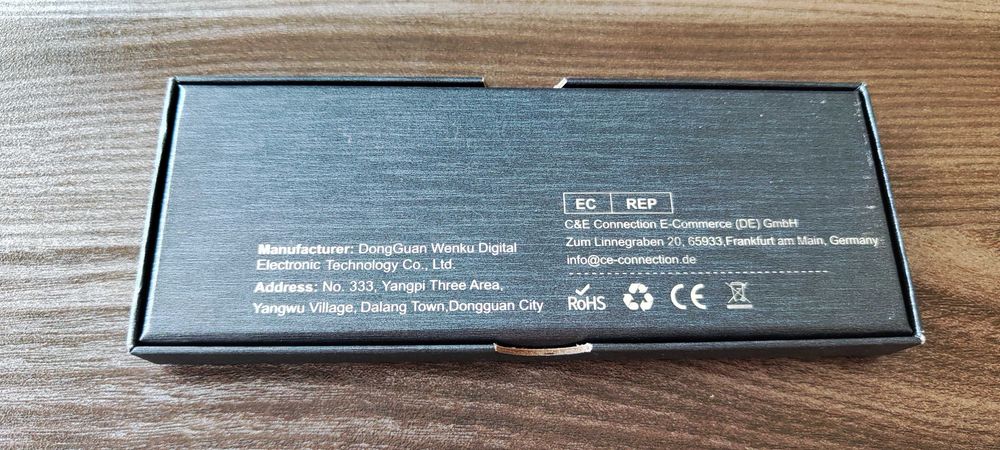 Manufacturer: DongGuan Wenku Digital
Electronic Technology Co., Ltd
Address: No. 333, Yangpi Three Area,
Yangwu Village, Dalang Town,Dongguan City
EC REP
C&E Connection E-Commerce (DE) GmbH
Zum Linnegraben 20, 65933,Frankfurt am Main, Germany
info@ce-connection.de
RoHS CE